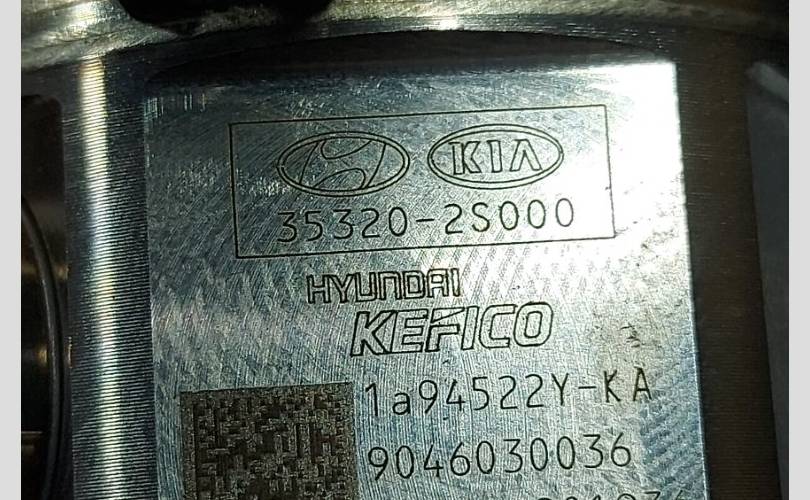 KIA
35320-2S000
HYUNDAI
KEFICO
1a94522Y-KA
9046030036